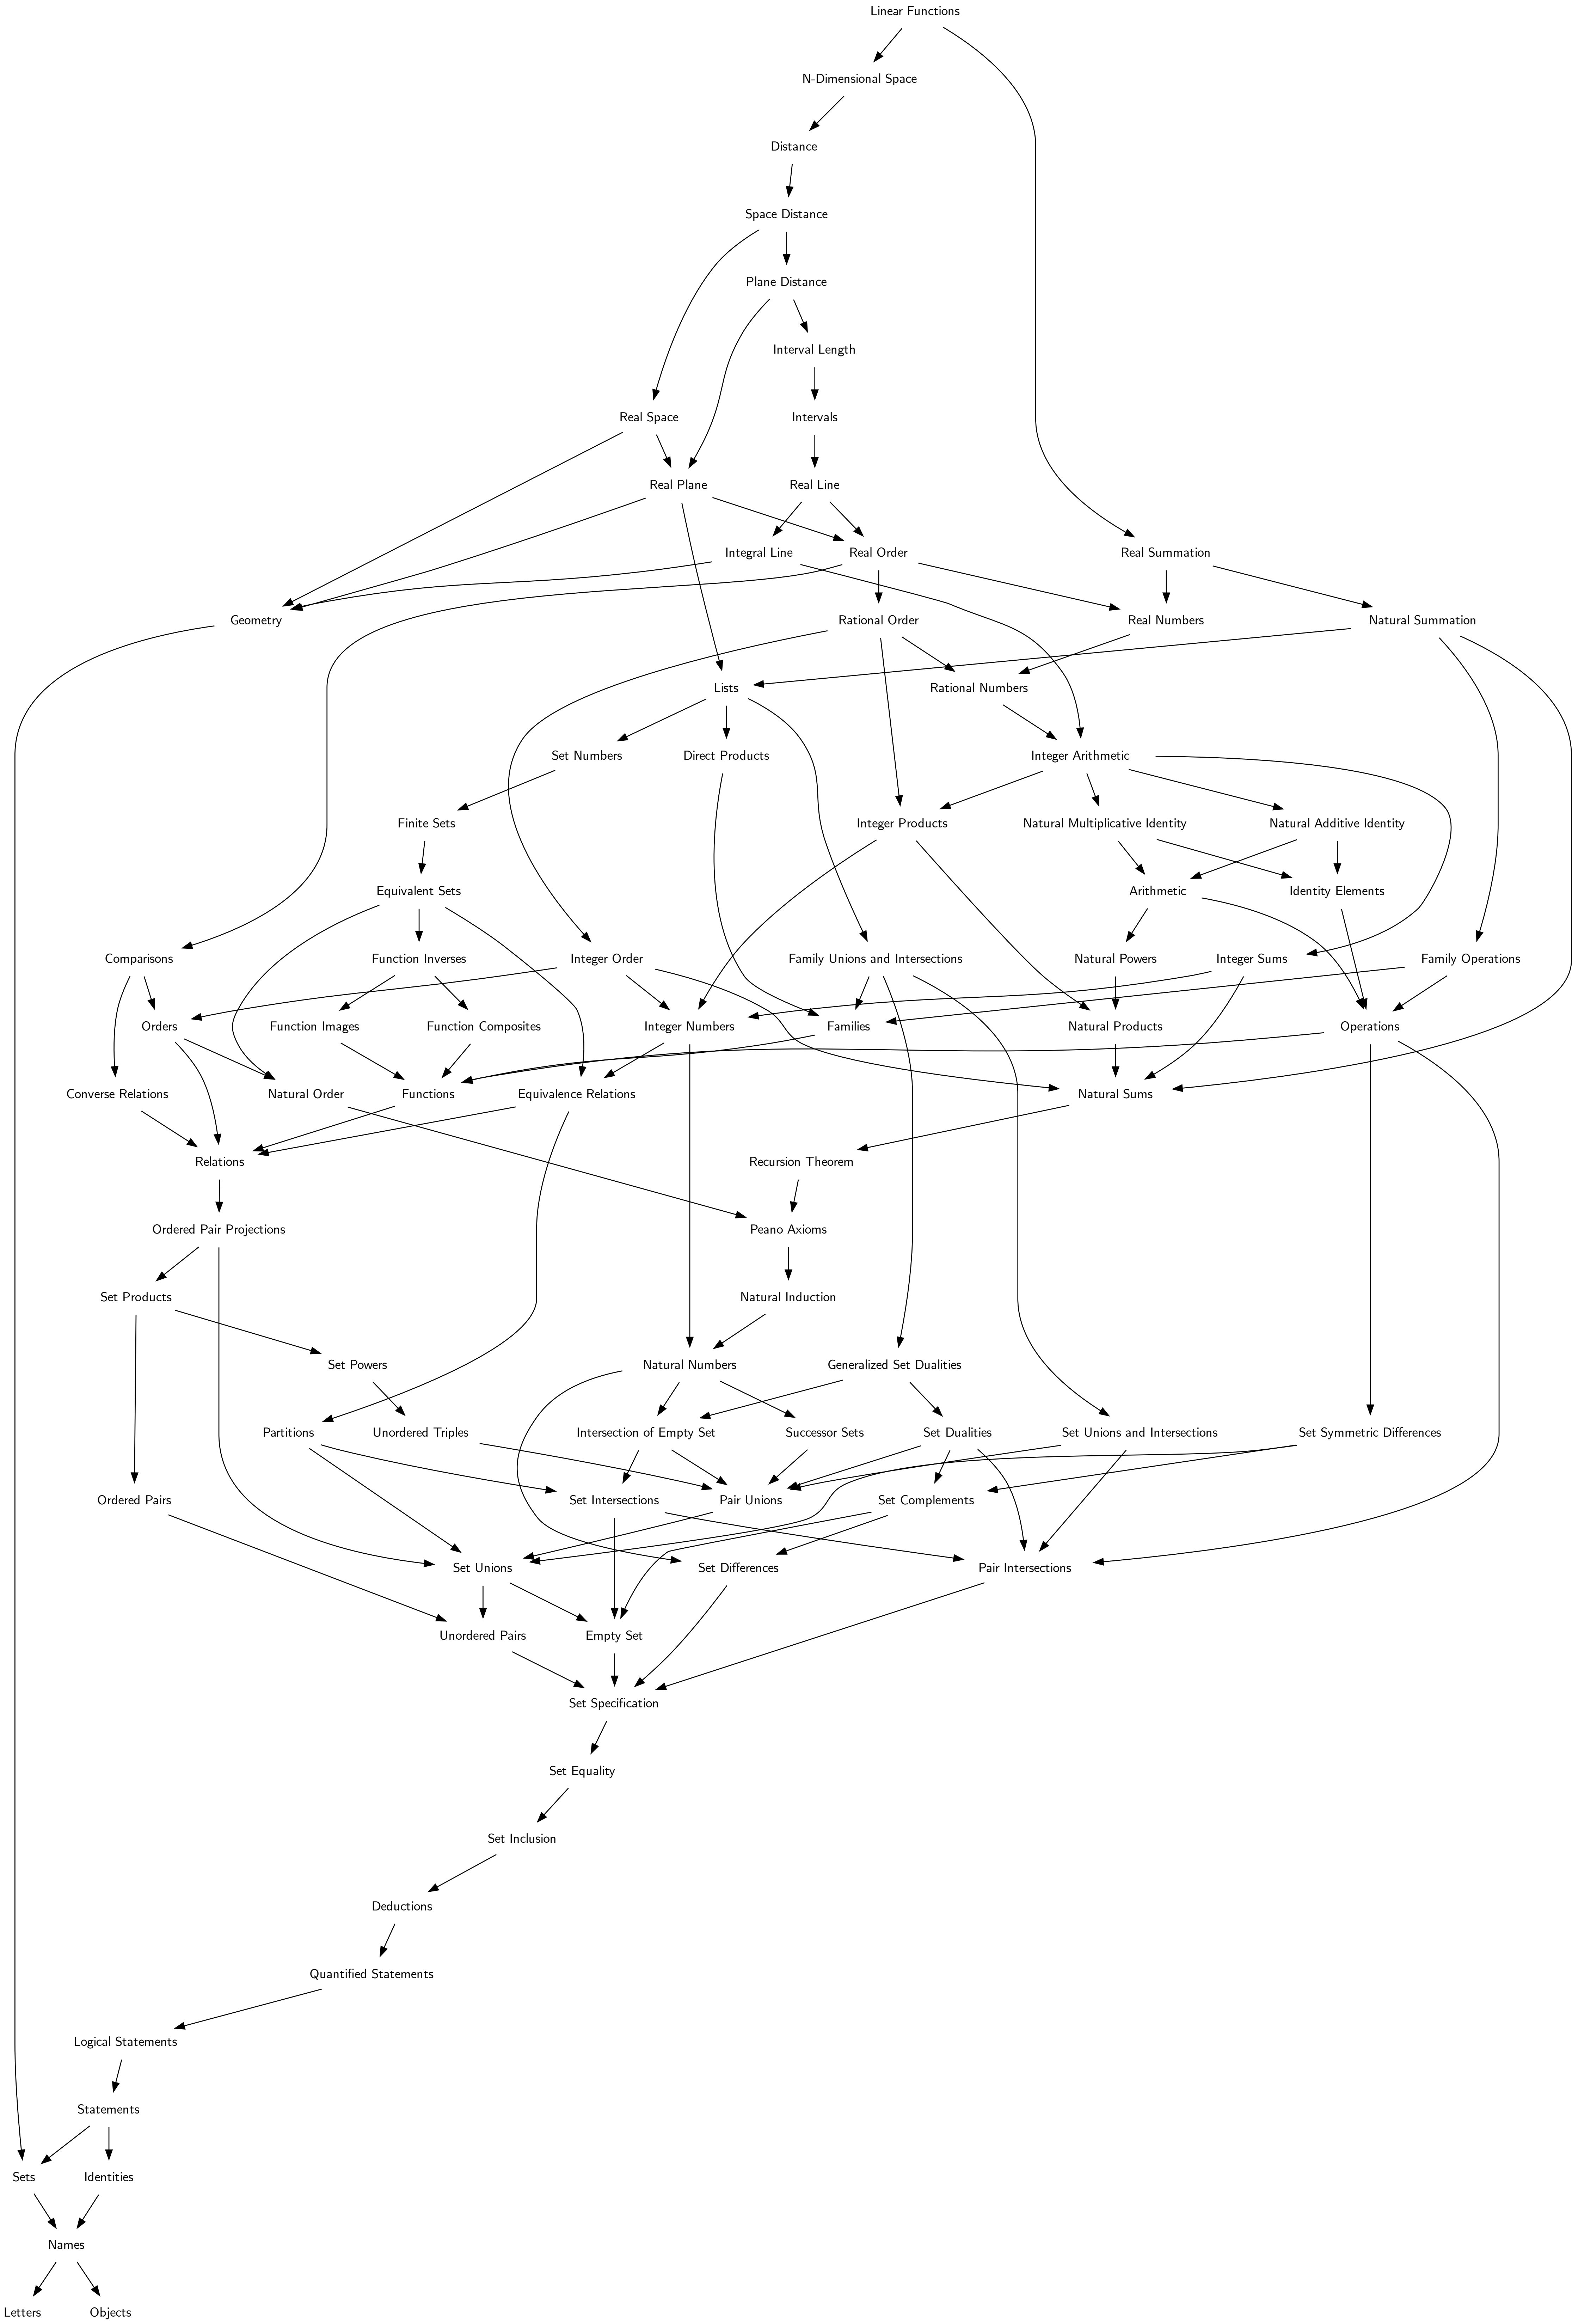 Linear Functions
N-Dimensional Space
Distance
Space Distance
Plane Distance
Interval Length
Real Space
Intervals
Real Plane
Real Line
Integral Line
Real Order
Real Summation
Geometry
Rational Order
Real Numbers
Natural Summation
Lists
Rational Numbers
Set Numbers
Direct Products
Integer Arithmetic
Finite Sets
Integer Products
Natural Multiplicative Identity
Natural Additive Identity
Equivalent Sets
Arithmetic
Identity Elements
Comparisons
Function Inverses
Integer Order
Family Unions and Intersections
Natural Powers
Integer Sums
Family Operations
Orders
Function Images
Function Composites
Integer Numbers
Families
Natural Products
Operations
Converse Relations
Natural Order
Functions
Equivalence Relations
Natural Sums
Relations
Recursion Theorem
Ordered Pair Projections
Peano Axioms
Set Products
Natural Induction
Set Powers
Natural Numbers
Generalized Set Dualities
Partitions
Unordered Triples
Intersection of Empty Set
Successor Sets
Set Dualities
Set Unions and Intersections
Set Symmetric Differences
Ordered Pairs
Set Intersections
Pair Unions
Set Complements
Set Unions
Set Differences
Pair Intersections
Unordered Pairs
Empty Set
Set Specification
Set Equality
Set Inclusion
Deductions
Quantified Statements
Logical Statements
Statements
Sets
Identities
Names
Letters
Objects